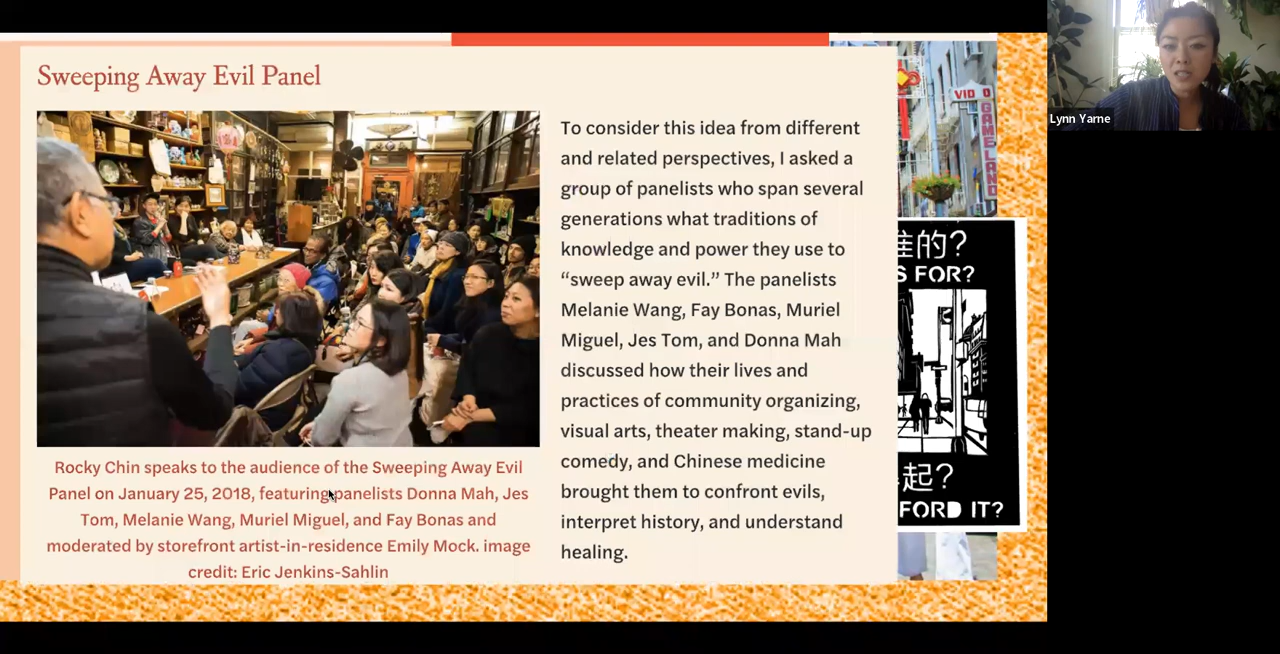 Sweeping Away Evil Panel
To consider this idea from different
and related perspectives, I asked a
group of panelists who span several
generations what traditions of
knowledge and power they use to
“sweep away evil.” The panelists
Melanie Wang, Fay Bonas, Muriel
Miguel, Jes Tom, and Donna Mah
discussed how their lives and
practices of community organizing,
visual arts, theater making, stand-up
comedy, and Chinese medicine
brought them to confront evils,
interpret history, and understand
healing.
Rocky Chin speaks to the audience of the Sweeping Away Evil
Panel on January 25, 2018, featuring panelists Donna Mah, Jes
Tom, Melanie Wang, Muriel Miguel, and Fay Bonas and
moderated by storefront artist-in-residence Emily Mock. image
credit: Eric Jenkins-Sahlin
VIDEO
GAMELAND
的?
S FOR?
起?
FORD IT?
Lynn Yarne